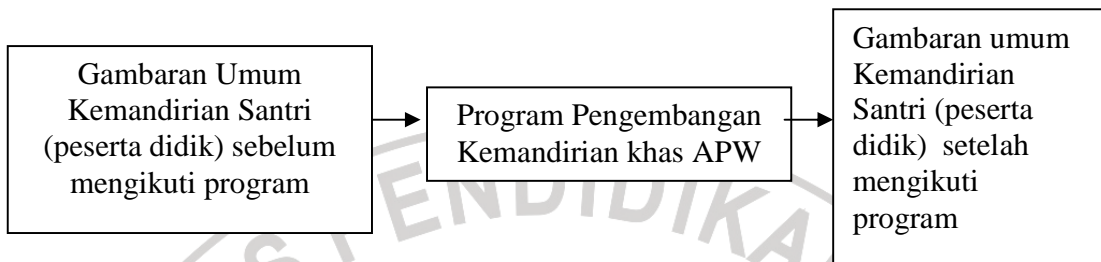 Gambaran Umum
Kemandirian Santri
(peserta didik) sebelum
mengikuti program
Program Pengembangan
Kemandirian khas APW
Gambaran umum
Kemandirian
Santri (peserta
didik) setelah
mengikuti
program
S PENDIDIKA